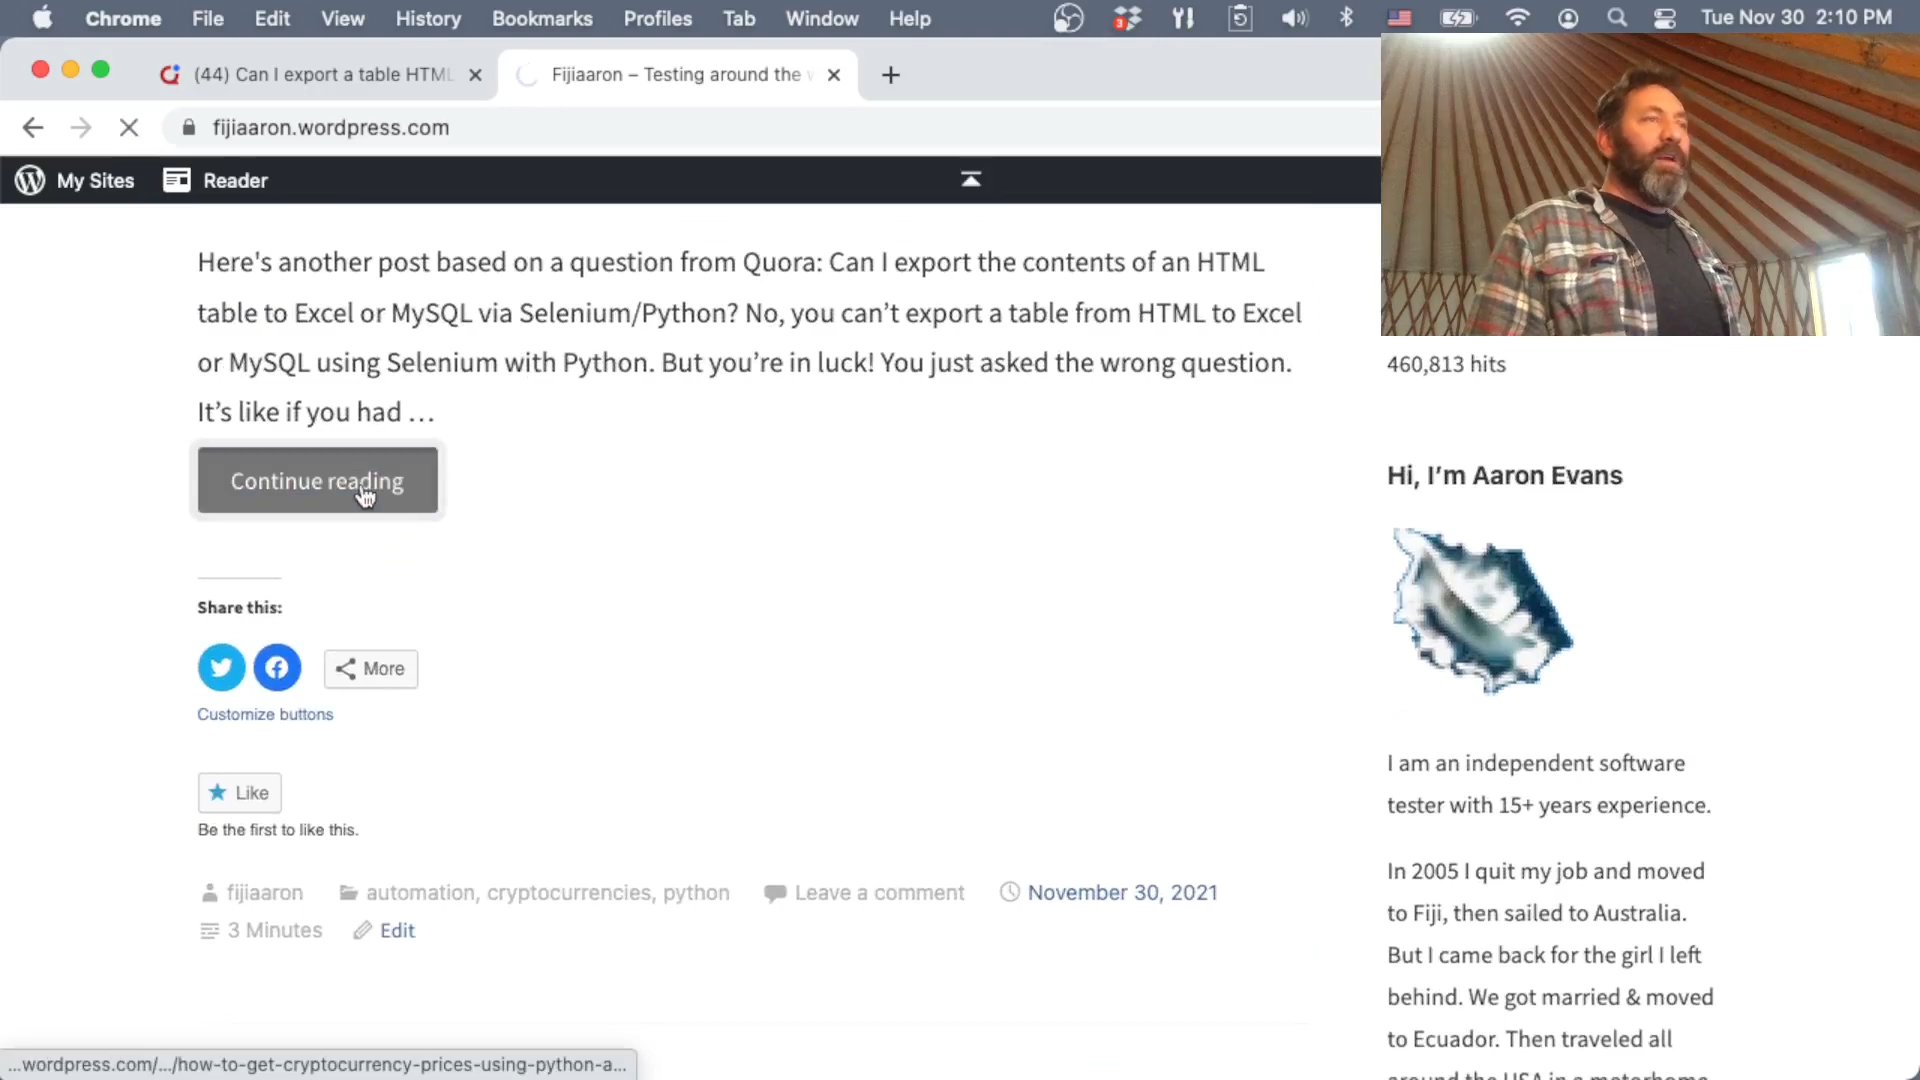 Chrome File Edit View History Bookmarks Profiles Tab Window Help 3 Tue Nov 30 2:10 PM
(44) Can I export a table HTML Fijiaaron – Testing around the w
fijiaaron.wordpress.com
My Sites Reader
Here's another post based on a question from Quora: Can I export the contents of an HTML
table to Excel or MySQL via Selenium/Python? No, you can’t export a table from HTML to Excel
or MySQL using Selenium with Python. But you’re in luck! You just asked the wrong question.
It’s like if you had …
Continue reading
Share this:
More
Customize buttons
Like
Be the first to like this.
fijiaaron automation, cryptocurrencies, python Leave a comment November 30, 2021
3 Minutes Edit
460,813 hits
Hi, I’m Aaron Evans
I am an independent software
tester with 15+ years experience.
In 2005 I quit my job and moved
to Fiji, then sailed to Australia.
But I came back for the girl I left
behind. We got married & moved
to Ecuador. Then traveled all
around the USA in a motorhome
...wordpress.com/.../how-to-get-cryptocurrency-prices-using-python-a...